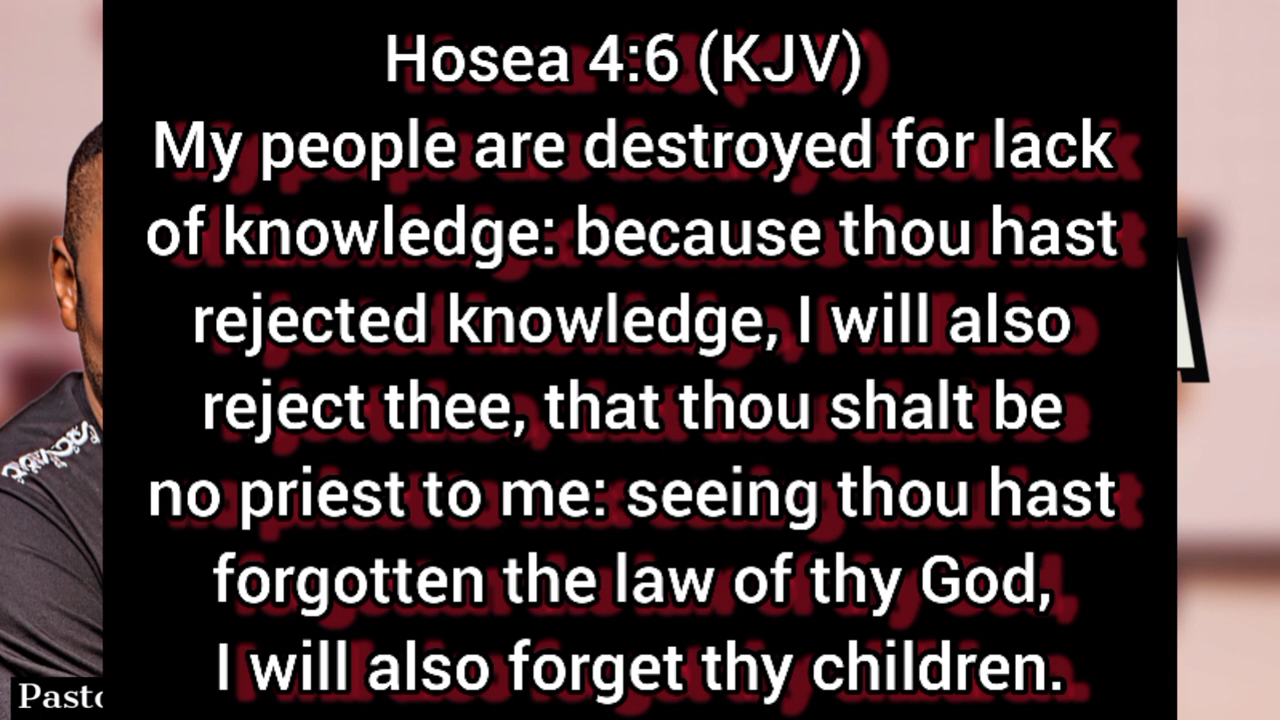 Hosea 4:6 (KJV)
My people are destroyed for lack
of knowledge: because thou hast
rejected knowledge, I will also
reject thee, that thou shalt be
no priest to me: seeing thou hast
forgotten the law of thy God,
I will also forget thy children.